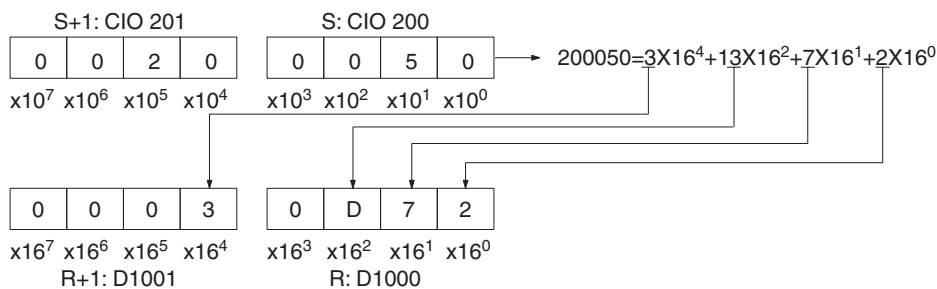 S+1: CIO 201 S: CIO 200
0 0 2 0 0 0 5 0 200050=3X16⁴+13X16²+7X16¹+2X16⁰
x10⁷ x10⁶ x10⁵ x10⁴ x10³ x10² x10¹ x10⁰
0 0 0 3 0 D 7 2
x16⁷ x16⁶ x16⁵ x16⁴ x16³ x16² x16¹ x16⁰
R+1: D1001 R: D1000